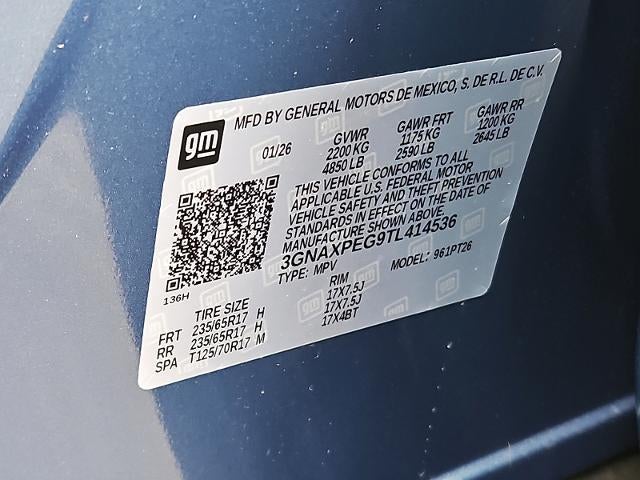 gm
MFD BY GENERAL MOTORS DE MEXICO, S. DE R.L. DE C.V.
01/26
GVWR GAWR FRT GAWR RR
2200 KG 1175 KG 1200 KG
4850 LB 2590 LB 2645 LB
THIS VEHICLE CONFORMS TO ALL
APPLICABLE U.S. FEDERAL MOTOR
VEHICLE SAFETY AND THEFT PREVENTION
STANDARDS IN EFFECT ON THE DATE OF
MANUFACTURE SHOWN ABOVE.
3GNAXPEG9TL414536
TYPE: MPV MODEL: 961PT26
136H
TIRE SIZE RIM
FRT 235/65R17 H 17X7.5J
RR 235/65R17 H 17X7.5J
SPA T125/70R17 M 17X4BT